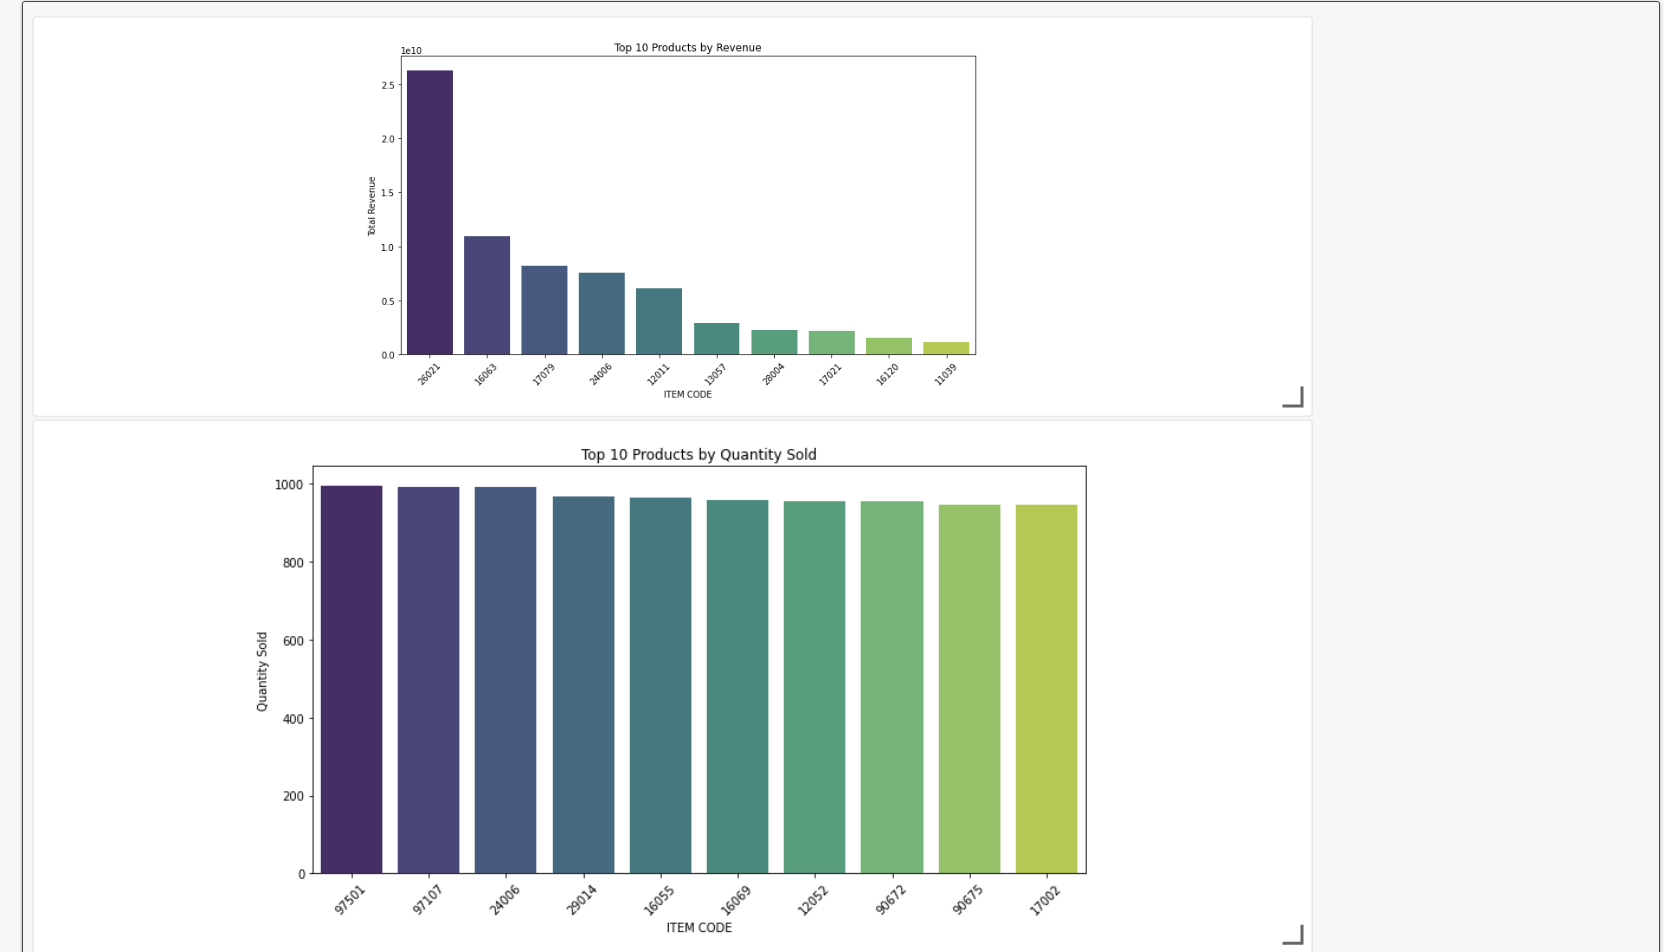 Top 10 Products by Revenue
1e10
2.5
2.0
1.5
1.0
0.5
0.0
Total Revenue
26021 16063 17079 24006 12011 13057 28004 17021 16120 11039
ITEM CODE
Top 10 Products by Quantity Sold
1000
800
600
400
200
0
Quantity Sold
97501 97107 24006 29014 16055 16069 12052 90672 90675 17002
ITEM CODE